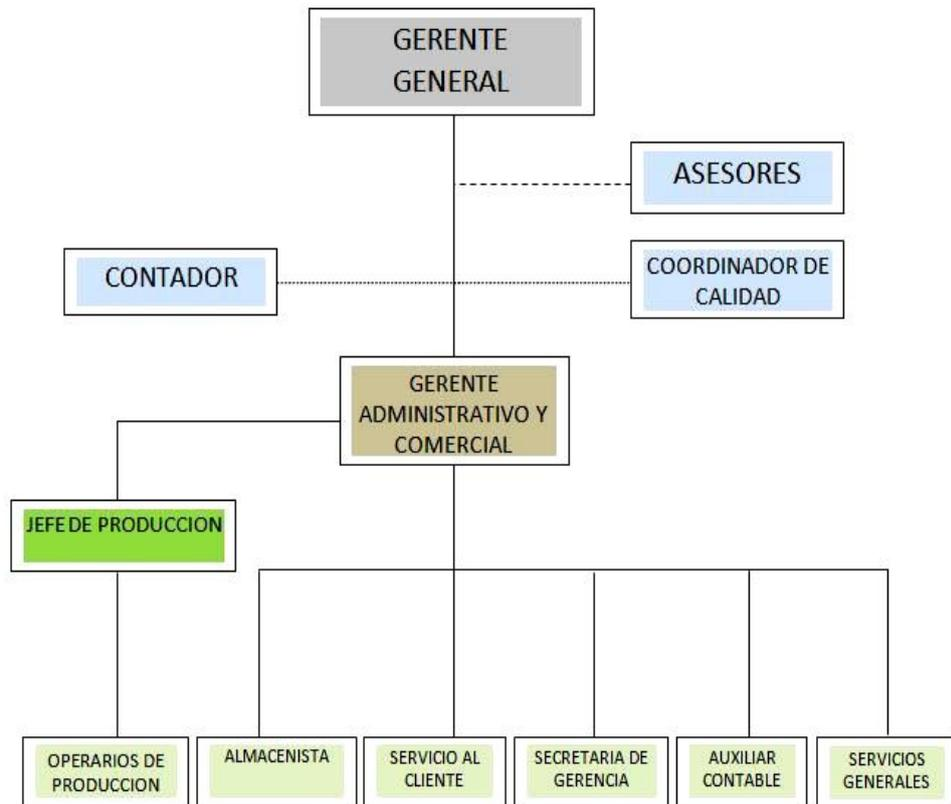 GERENTE
GENERAL
ASESORES
CONTADOR
COORDINADOR DE
CALIDAD
GERENTE
ADMINISTRATIVO Y
COMERCIAL
JEFE DE PRODUCCION
OPERARIOS DE
PRODUCCION
ALMACENISTA
SERVICIO AL
CLIENTE
SECRETARIA DE
GERENCIA
AUXILIAR
CONTABLE
SERVICIOS
GENERALES